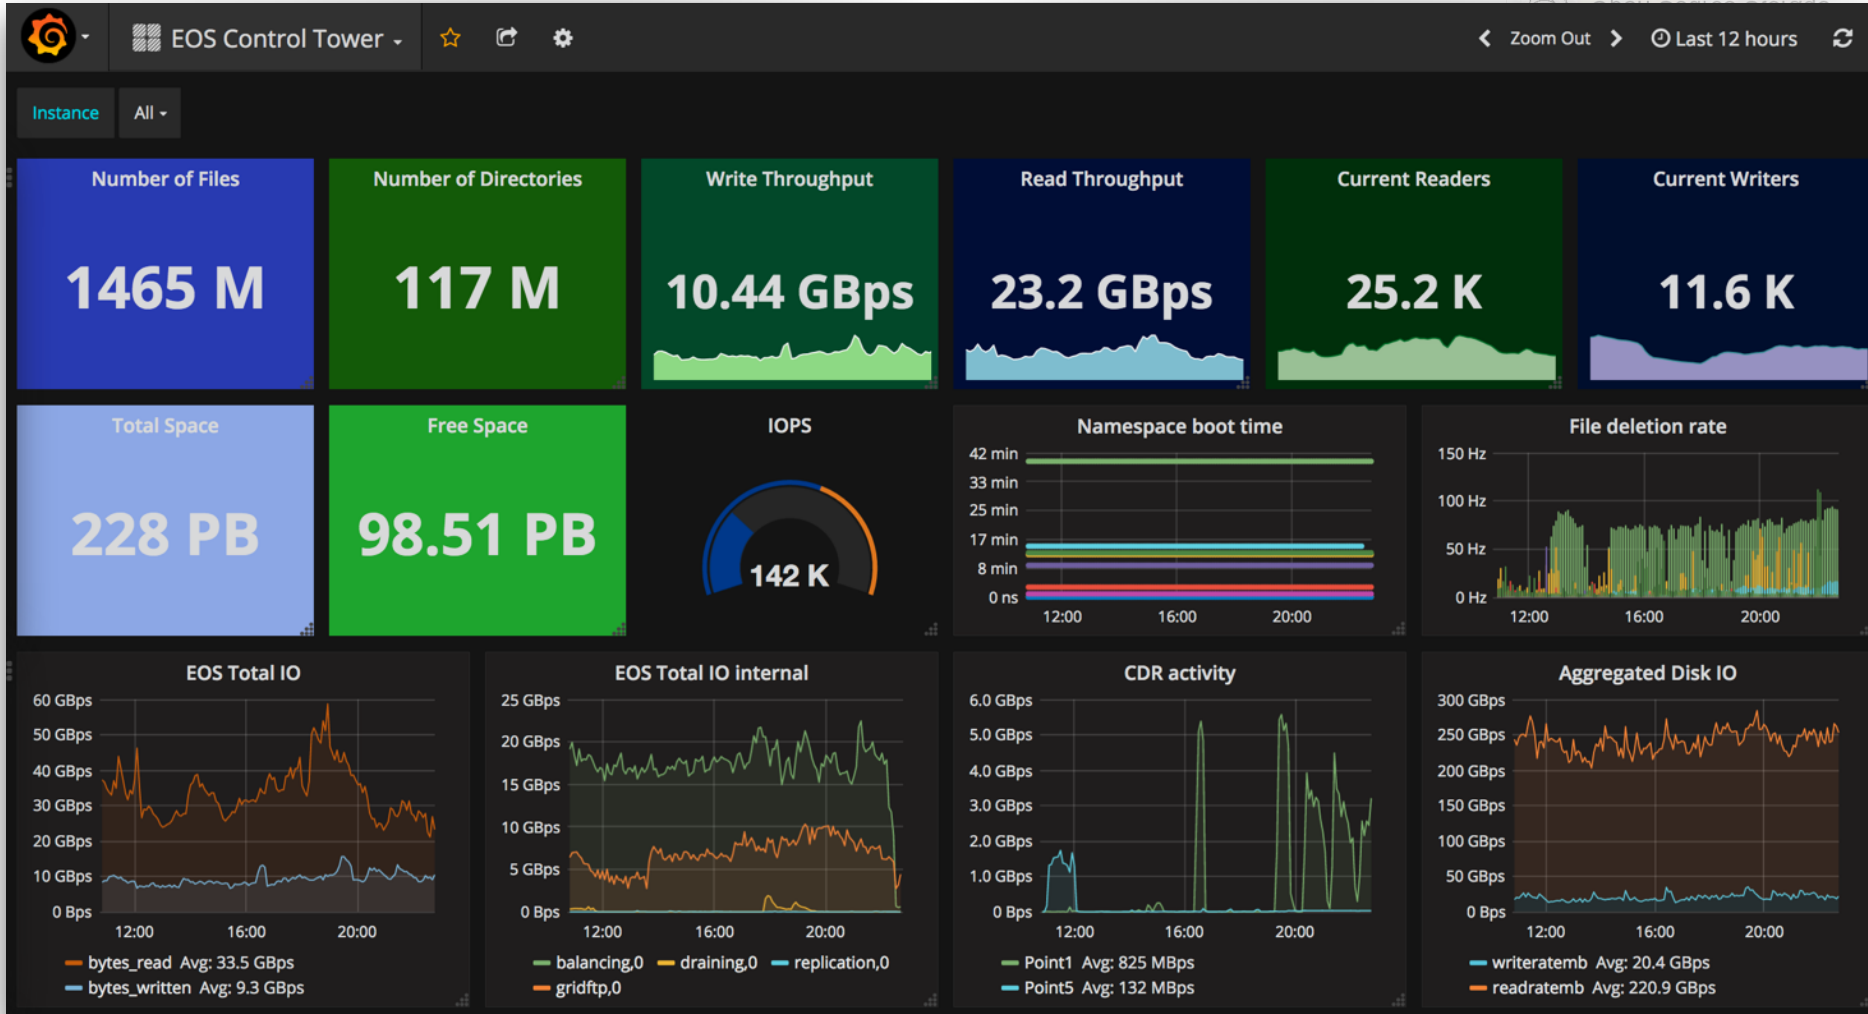 EOS Control Tower
Zoom Out
Last 12 hours
Instance
All
Number of Files
1465 M
Number of Directories
117 M
Write Throughput
10.44 GBps
Read Throughput
23.2 GBps
Current Readers
25.2 K
Current Writers
11.6 K
Total Space
228 PB
Free Space
98.51 PB
IOPS
142 K
Namespace boot time
42 min
33 min
25 min
17 min
8 min
0 ns
12:00 16:00 20:00
File deletion rate
150 Hz
100 Hz
50 Hz
0 Hz
12:00 16:00 20:00
EOS Total IO
60 GBps
50 GBps
40 GBps
30 GBps
20 GBps
10 GBps
0 Bps
12:00 16:00 20:00
bytes_read Avg: 33.5 GBps
bytes_written Avg: 9.3 GBps
EOS Total IO internal
25 GBps
20 GBps
15 GBps
10 GBps
5 GBps
0 Bps
12:00 16:00 20:00
balancing,0 draining,0 replication,0
gridftp,0
CDR activity
6.0 GBps
5.0 GBps
4.0 GBps
3.0 GBps
2.0 GBps
1.0 GBps
0 Bps
12:00 16:00 20:00
Point1 Avg: 825 MBps
Point5 Avg: 132 MBps
Aggregated Disk IO
300 GBps
250 GBps
200 GBps
150 GBps
100 GBps
50 GBps
0 Bps
12:00 16:00 20:00
writeratemb Avg: 20.4 GBps
readratemb Avg: 220.9 GBps